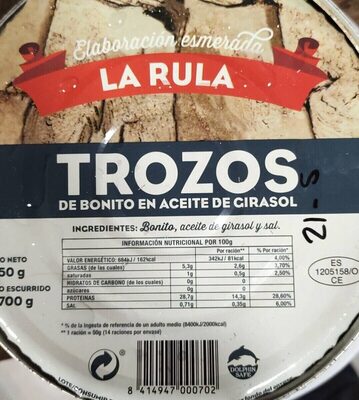 Elaboración esmerada
LA RULA
TROZOS
DE BONITO EN ACEITE DE GIRASOL
INGREDIENTES: Bonito, aceite de girasol y sal.
INFORMACIÓN NUTRICIONAL POR 100g
Por ración** % Por ración*
VALOR ENERGÉTICO: 684kJ / 162kcal 342kJ / 81kcal 4,00%
GRASAS (de las cuales) 5,3g 2,6g 1,70%
saturadas 1g 0,5g 2,50%
HIDRATOS DE CARBONO (de los cuales) 0g 0
azúcares 0g 0
PROTEINAS 28,7g 14,3g 28,60%
SAL 0,71g 0,35g 6,00%
* % de la Ingesta de referencia de un adulto medio (8400kJ/2000kcal)
** 1 ración = 50g (14 raciones por envase)
O NETO
50 g
O ESCURRIDO
700 g
21-5
ES
1205158/O
CE
8 414947 000702
DOLPHIN
SAFE